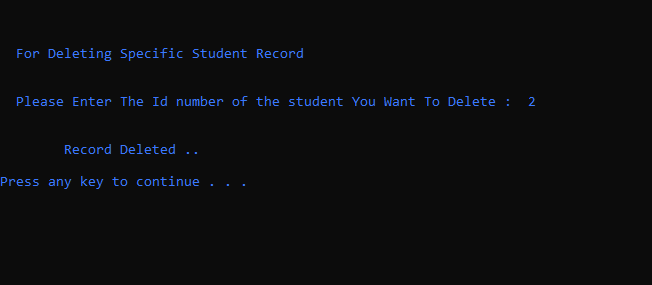 For Deleting Specific Student Record
Please Enter The Id number of the student You Want To Delete :  2
Record Deleted ..
Press any key to continue . . .